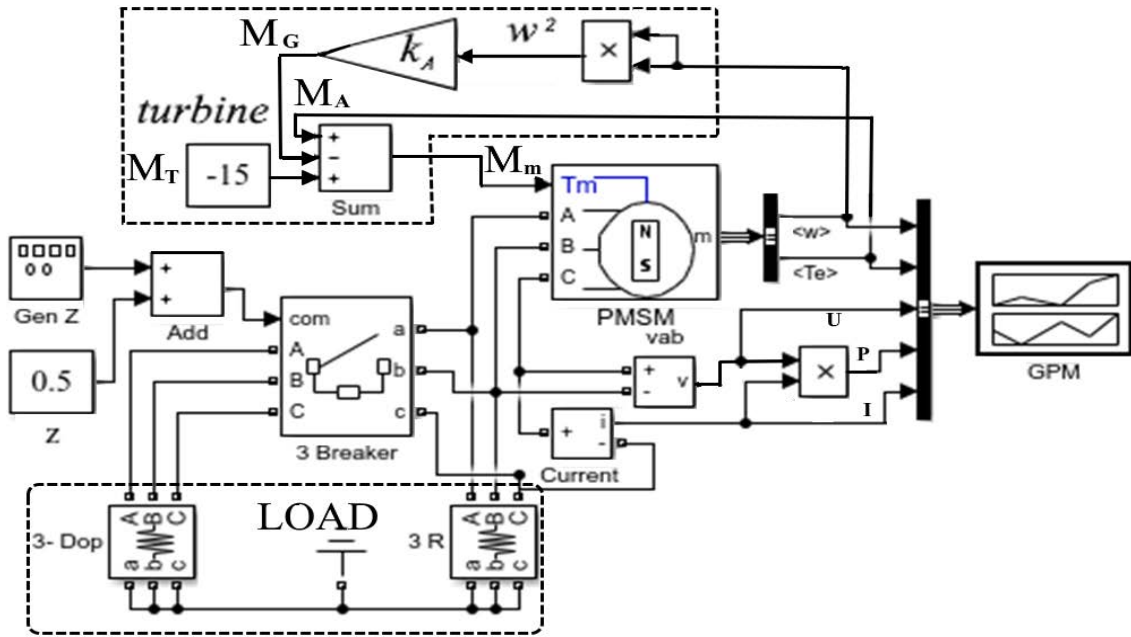 M_G
k_A
w²
×
M_A
turbine
+
−
+
M_T
-15
Sum
M_m
Tm
A
B
C
N
S
m
<w>
<Te>
PMSM
Gen Z
+
+
Add
com
A
B
C
a
b
c
3 Breaker
0.5
Z
vab
+
-
v
U
×
P
I
GPM
+
i
-
Current
LOAD
3- Dop
A B C
a b c
3 R
A B C
a b c